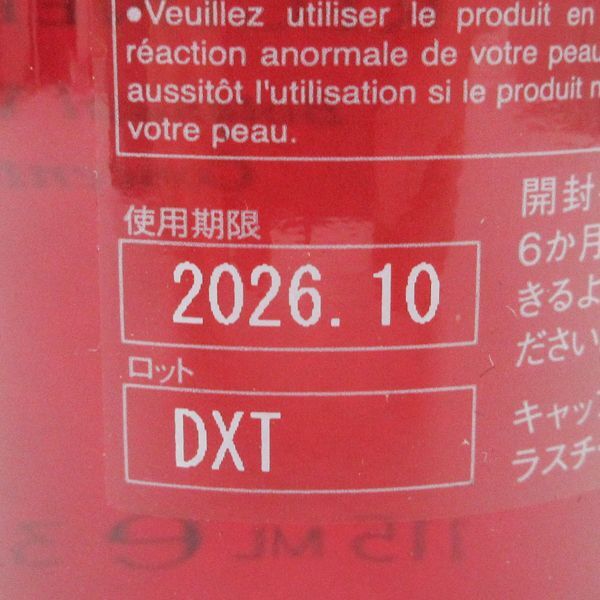 •Veuillez utiliser le produit en
réaction anormale de votre peau
aussitôt l'utilisation si le produit
votre peau.
使用期限
2026.10
ロット
DXT
開封
6か月
きるよ
ださい
キャッ
ラスチ
115 ML e